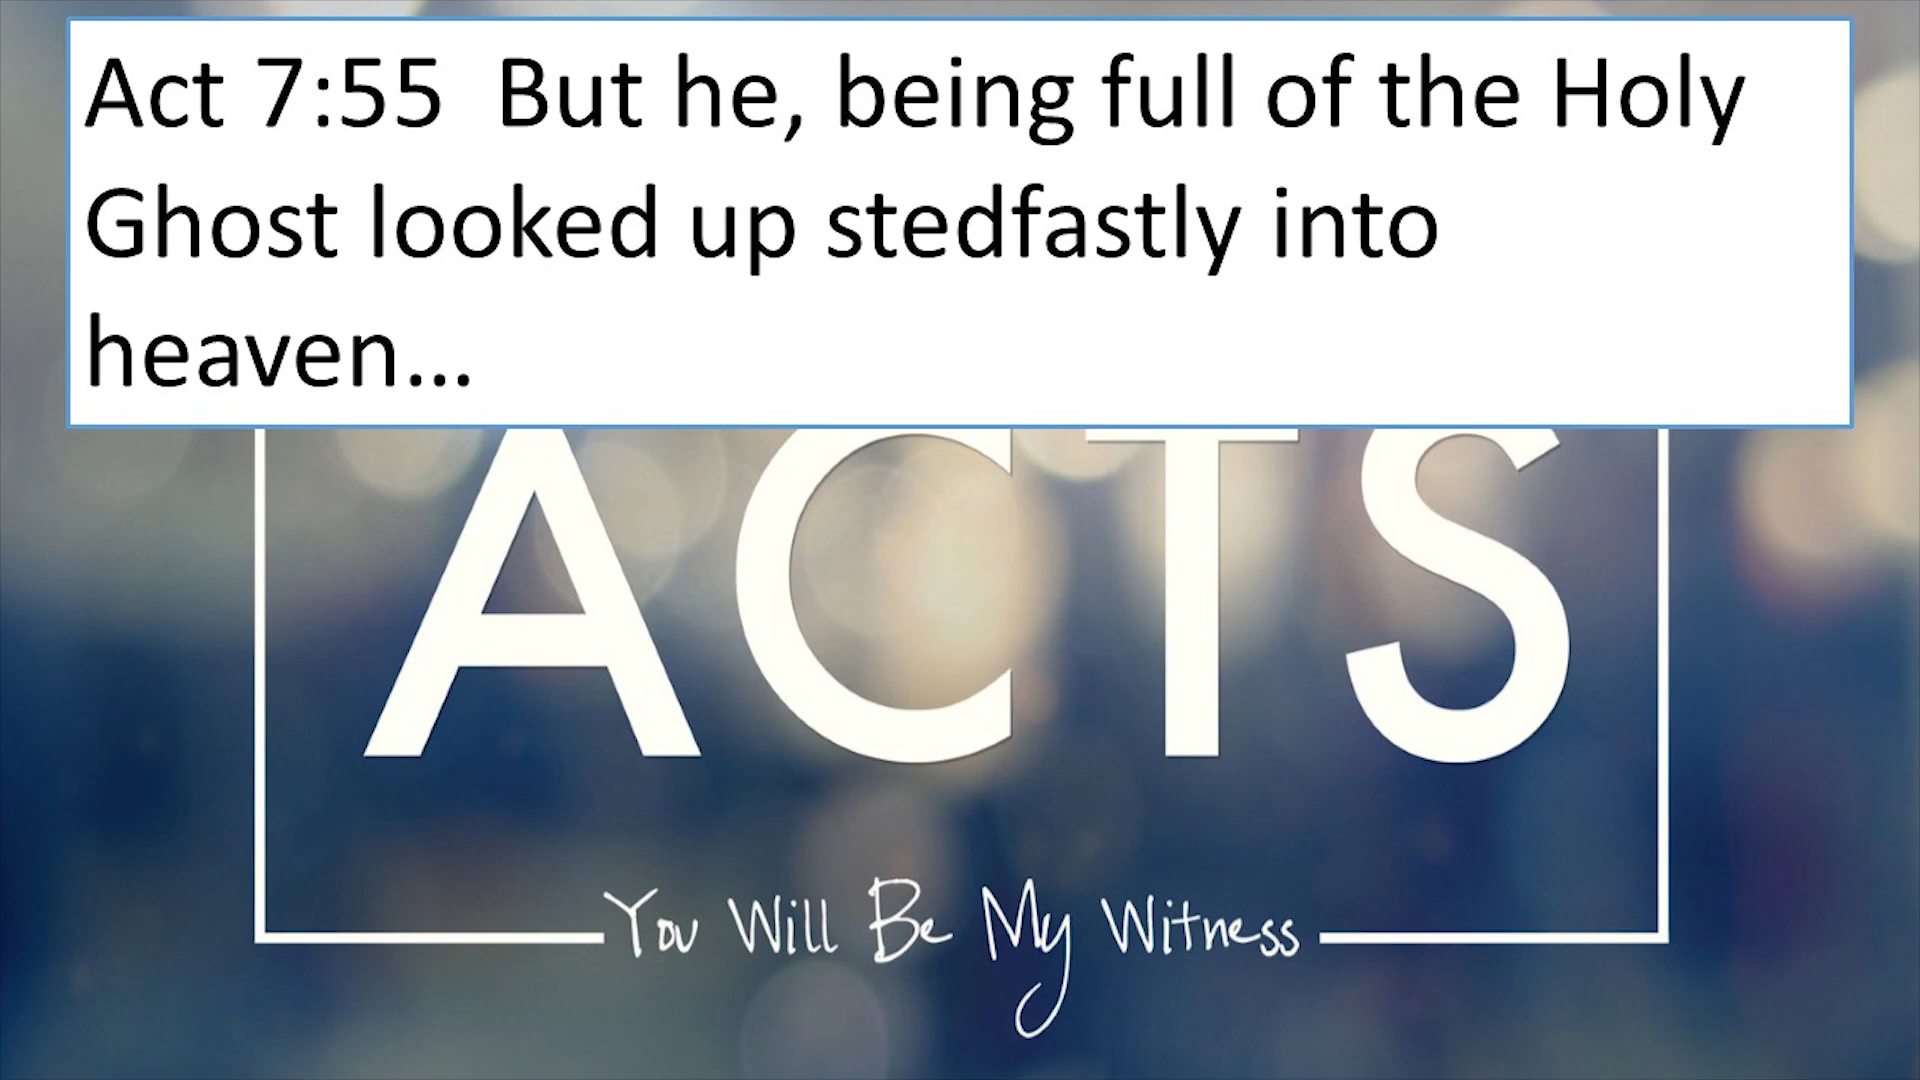 Act 7:55  But he, being full of the Holy
Ghost looked up stedfastly into
heaven...
ACTS
You Will Be My Witness